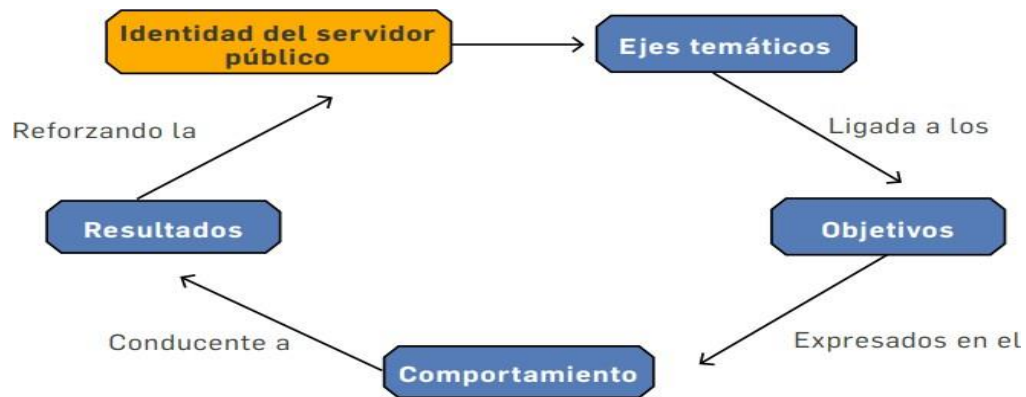 Identidad del servidor
público
Ejes temáticos
Ligada a los
Objetivos
Expresados en el
Comportamiento
Conducente a
Resultados
Reforzando la